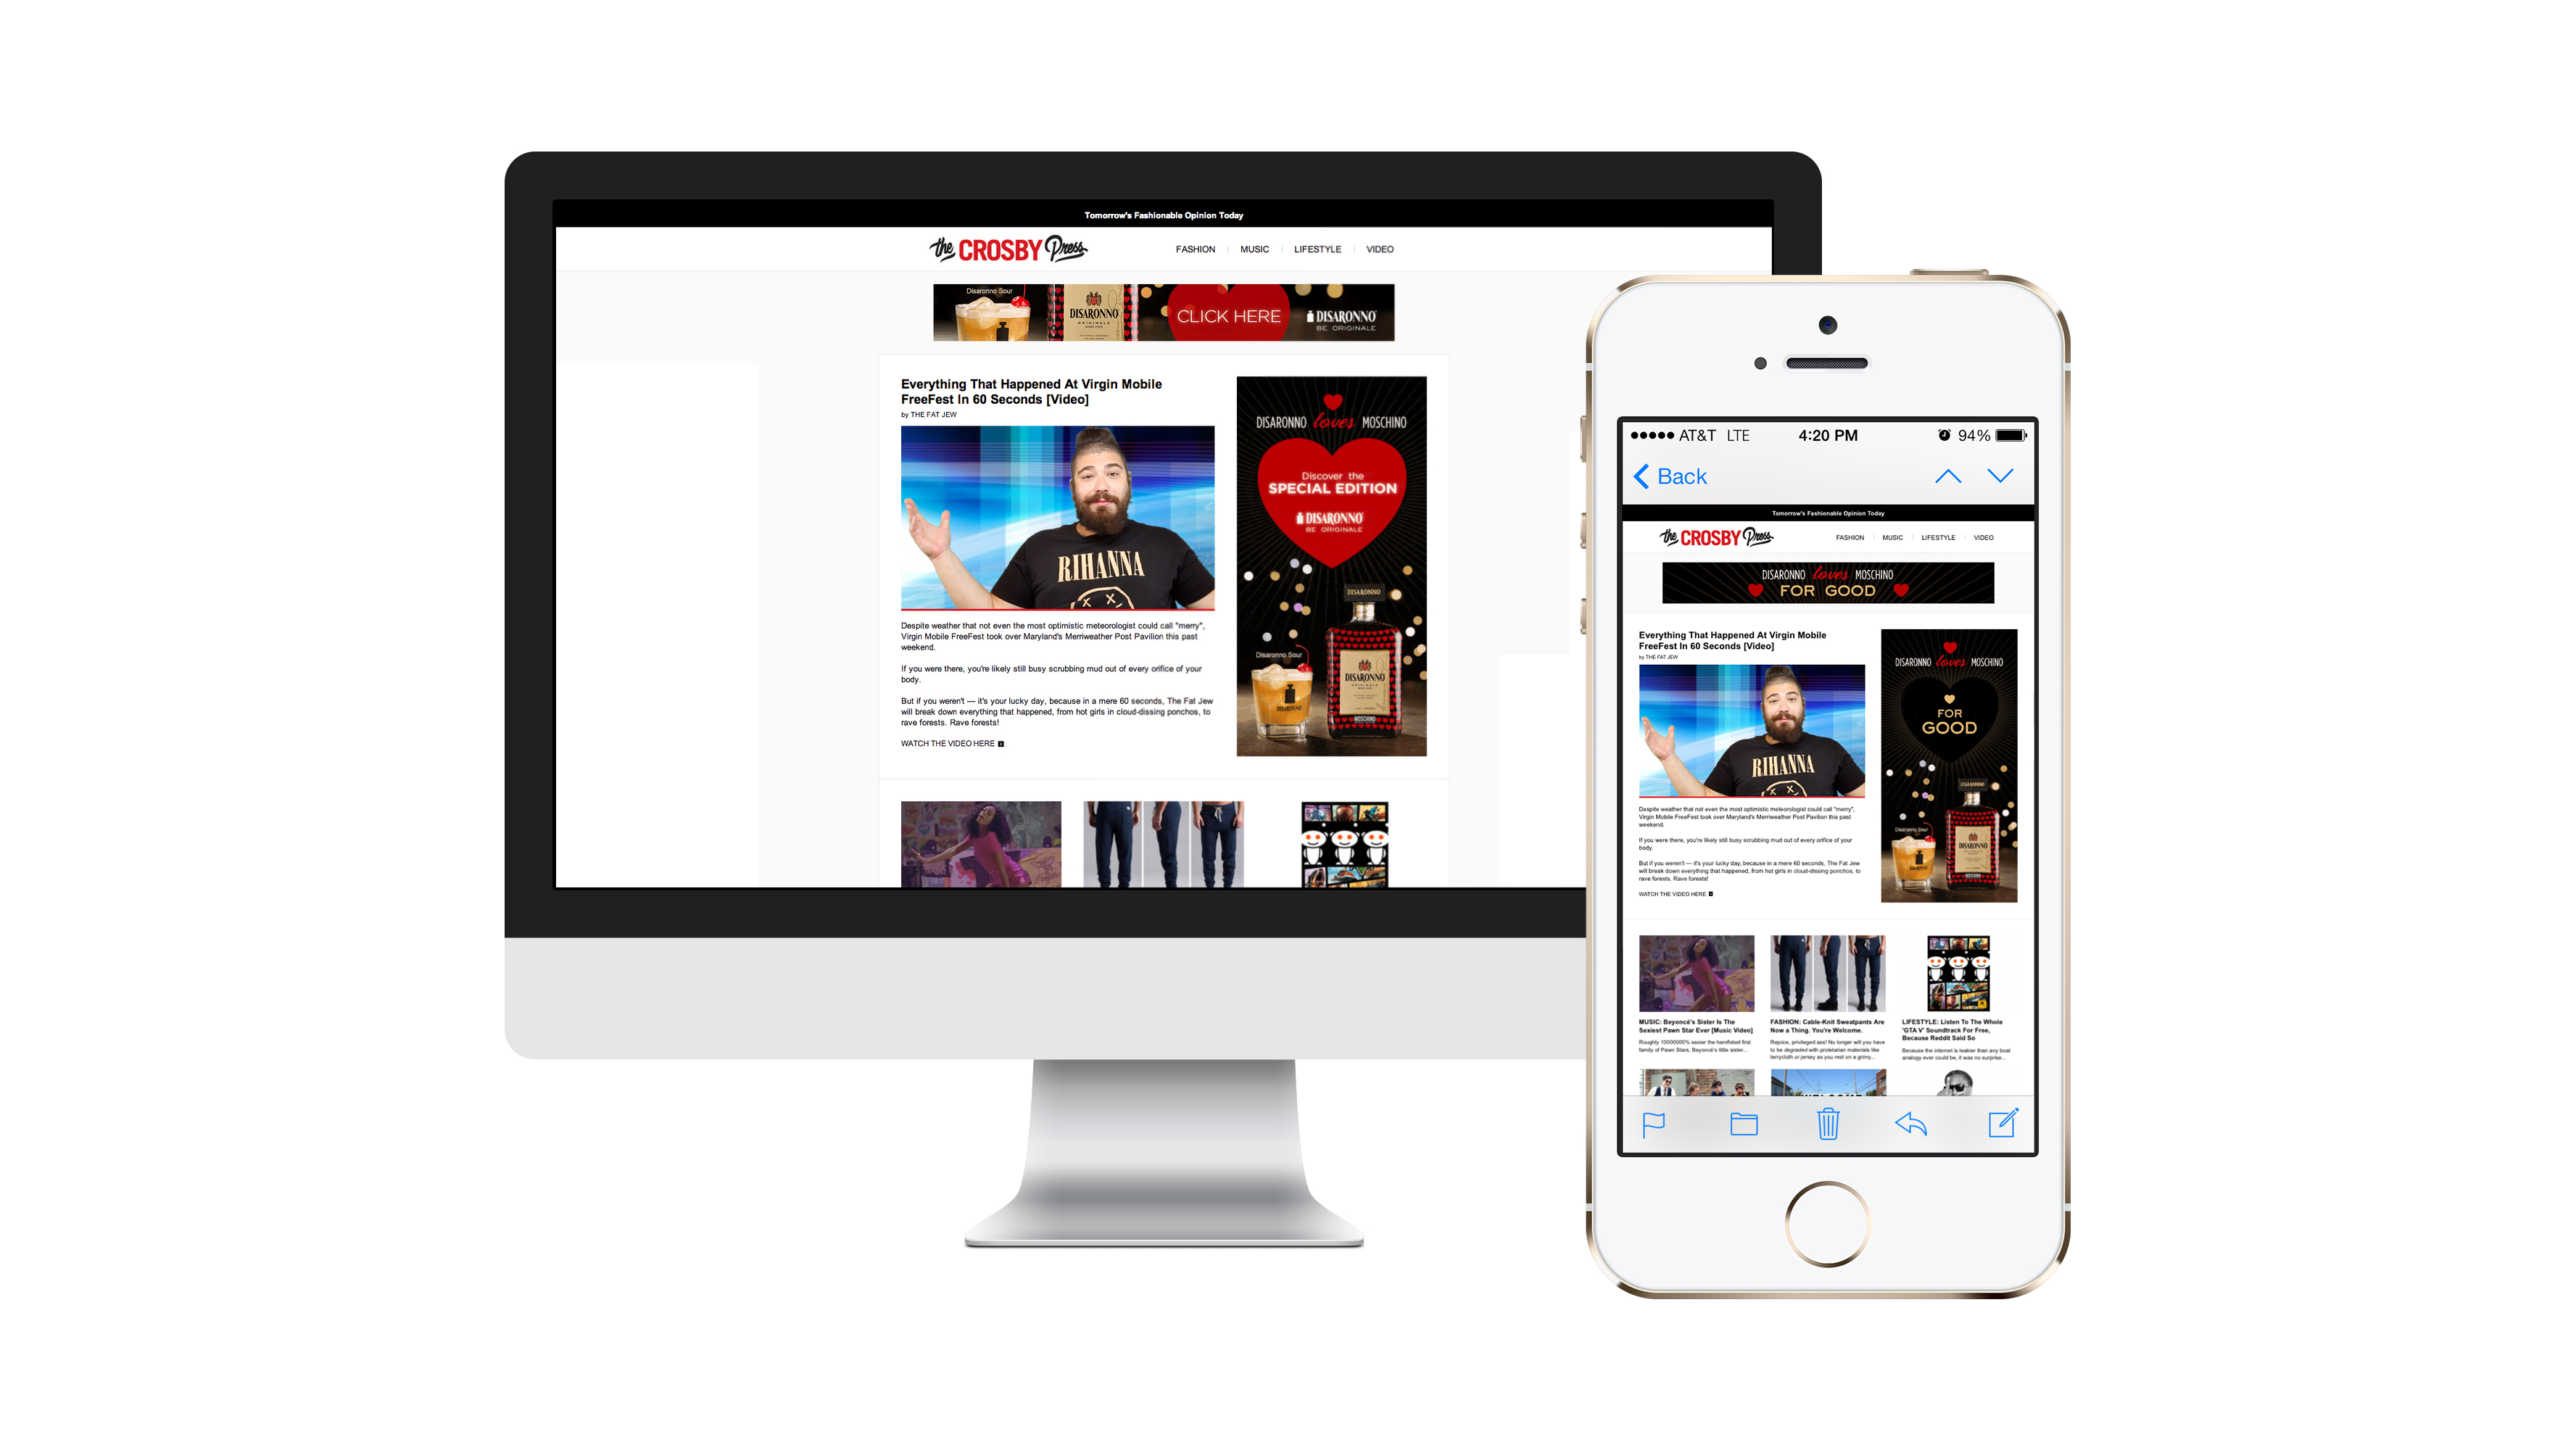 Tomorrow's Fashionable Opinion Today
the CROSBY Press
FASHION | MUSIC | LIFESTYLE | VIDEO
Disaronno Sour
DISARONNO
ORIGINALE
CLICK HERE
DISARONNO
BE ORIGINALE
Everything That Happened At Virgin Mobile
FreeFest In 60 Seconds [Video]
by THE FAT JEW
RIHANNA
Despite weather that not even the most optimistic meteorologist could call "merry",
Virgin Mobile FreeFest took over Maryland's Merriweather Post Pavilion this past
weekend.
If you were there, you're likely still busy scrubbing mud out of every orifice of your
body.
But if you weren't — it's your lucky day, because in a mere 60 seconds, The Fat Jew
will break down everything that happened, from hot girls in cloud-dissing ponchos, to
rave forests. Rave forests!
WATCH THE VIDEO HERE
DISARONNO loves MOSCHINO
Discover the
SPECIAL EDITION
DISARONNO
BE ORIGINALE
DISARONNO
Disaronno Sour
DISARONNO
ORIGINALE
DISARONNO
MOSCHINO
AT&T LTE 4:20 PM 94%
Back
Tomorrow's Fashionable Opinion Today
the CROSBY Press
FASHION | MUSIC | LIFESTYLE | VIDEO
DISARONNO loves MOSCHINO
FOR GOOD
Everything That Happened At Virgin Mobile
FreeFest In 60 Seconds [Video]
by THE FAT JEW
RIHANNA
Despite weather that not even the most optimistic meteorologist could call "merry",
Virgin Mobile FreeFest took over Maryland's Merriweather Post Pavilion this past
weekend.
If you were there, you're likely still busy scrubbing mud out of every orifice of your
body.
But if you weren't — it's your lucky day, because in a mere 60 seconds, The Fat Jew
will break down everything that happened, from hot girls in cloud-dissing ponchos, to
rave forests. Rave forests!
WATCH THE VIDEO HERE
DISARONNO loves MOSCHINO
FOR
GOOD
DISARONNO
Disaronno Sour
DISARONNO
MOSCHINO
MUSIC: Beyoncé's Sister Is The
Sexiest Pawn Star Ever [Music Video]
Roughly 10000000% sexier the hamfisted first
family of Pawn Stars, Beyoncé's little sister...
FASHION: Cable-Knit Sweatpants Are
Now a Thing. You're Welcome.
Rejoice, privileged ass! No longer will you have
to be degraded with proletarian materials like
terrycloth or jersey as you rest on a grimy...
LIFESTYLE: Listen To The Whole
'GTA V' Soundtrack For Free,
Because Reddit Said So
Because the internet is leakier than any boat
analogy ever could be, it was no surprise...